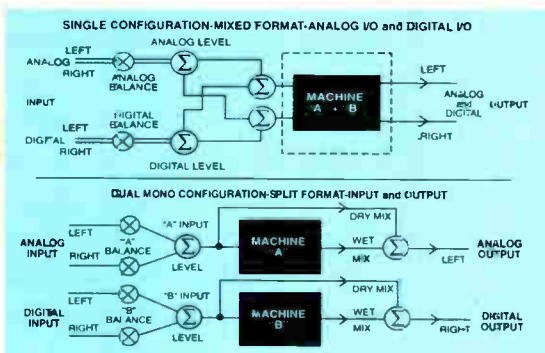 SINGLE CONFIGURATION-MIXED FORMAT-ANALOG I/O and DIGITAL I/O
ANALOG LEVEL
LEFT
ANALOG
RIGHT
ANALOG
BALANCE
Σ
Σ
LEFT
INPUT
MACHINE
A + B
ANALOG
and
DIGITAL
OUTPUT
LEFT
DIGITAL
RIGHT
DIGITAL
BALANCE
Σ
Σ
RIGHT
DIGITAL LEVEL
DUAL MONO CONFIGURATION-SPLIT FORMAT-INPUT and OUTPUT
DRY MIX
LEFT
"A" INPUT
ANALOG
INPUT
"A"
BALANCE
Σ
MACHINE
"A"
WET
MIX
Σ
ANALOG
OUTPUT
LEFT
RIGHT
LEVEL
LEFT
"B" INPUT
DRY MIX
DIGITAL
INPUT
"B"
BALANCE
Σ
MACHINE
"B"
WET
MIX
Σ
DIGITAL
OUTPUT
RIGHT
RIGHT
LEVEL